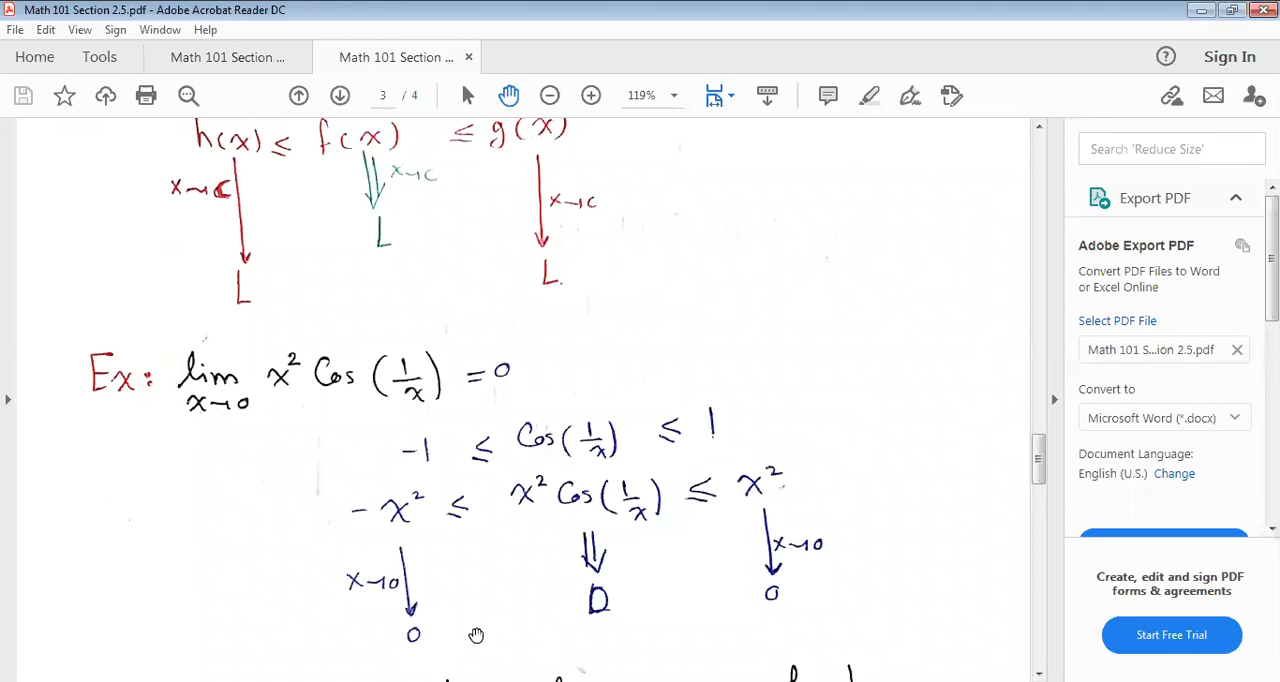 Math 101 Section 2.5.pdf - Adobe Acrobat Reader DC
File Edit View Sign Window Help
Home Tools Math 101 Section ... Math 101 Section ... × Sign In
3 / 4 119%
h(x) ≤ f(x) ≤ g(x)
x→c x→c x→c
L L L.
Ex: lim x→0 x² Cos(1/x) = 0
-1 ≤ Cos(1/x) ≤ 1
-x² ≤ x² Cos(1/x) ≤ x²
x→0 x→0
0 0 0
Search 'Reduce Size'
Export PDF
Adobe Export PDF
Convert PDF Files to Word
or Excel Online
Select PDF File
Math 101 S...ion 2.5.pdf
Convert to
Microsoft Word (*.docx)
Document Language:
English (U.S.) Change
Create, edit and sign PDF
forms & agreements
Start Free Trial